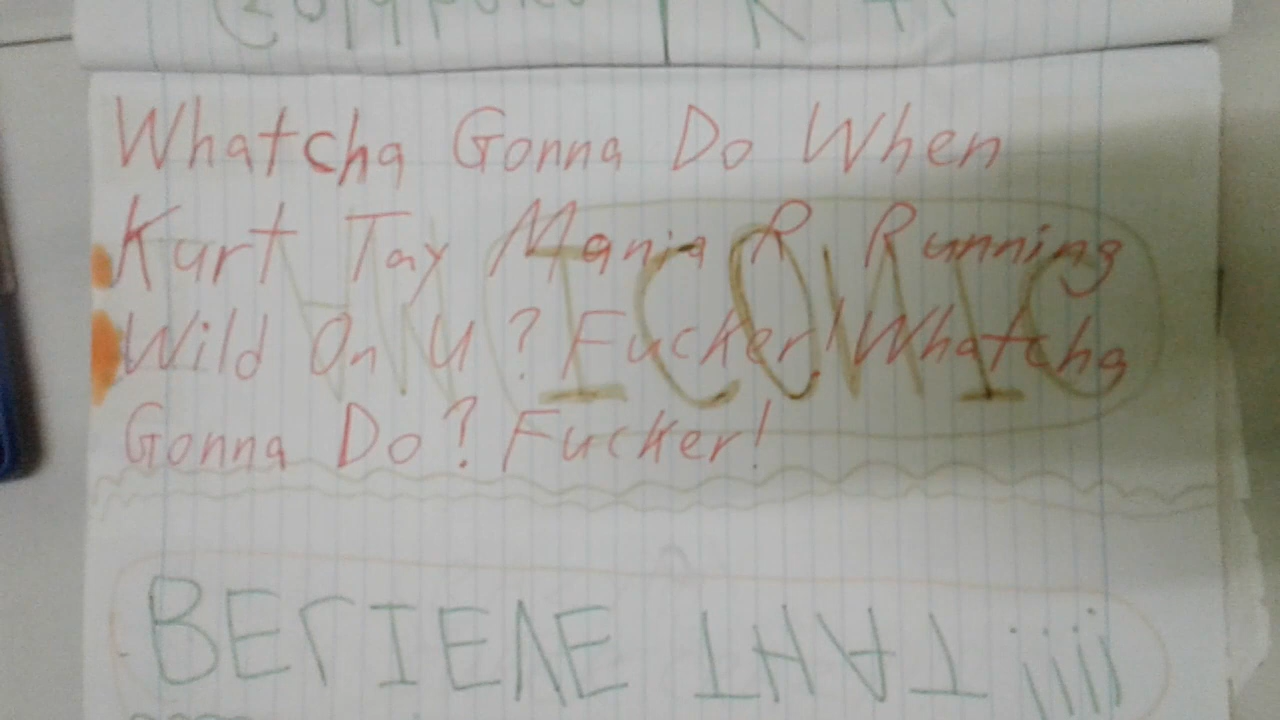 Whatcha Gonna Do When
Kurt Tay Mania R Running
Wild On U? Fucker! Whatcha
Gonna Do? Fucker!
ICONIC
BELIEVE THAT !!!!